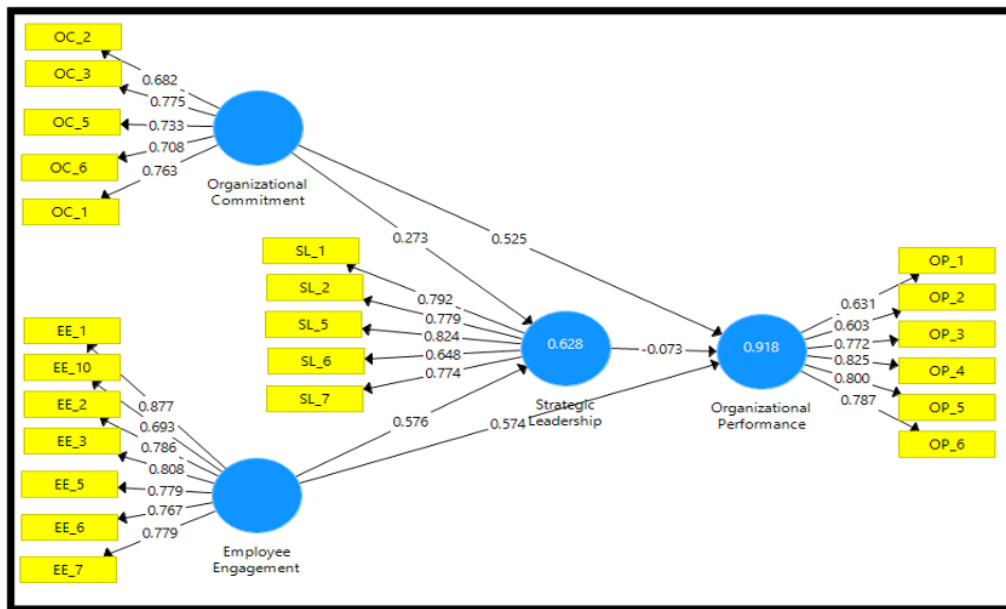 OC_2
OC_3
OC_5
OC_6
OC_1
0.682
0.775
0.733
0.708
0.763
Organizational
Commitment
0.273
0.525
SL_1
SL_2
SL_5
SL_6
SL_7
0.792
0.779
0.824
0.648
0.774
0.628
Strategic
Leadership
-0.073
0.918
Organizational
Performance
OP_1
OP_2
OP_3
OP_4
OP_5
OP_6
0.631
0.603
0.772
0.825
0.800
0.787
EE_1
EE_10
EE_2
EE_3
EE_5
EE_6
EE_7
0.877
0.693
0.786
0.808
0.779
0.767
0.779
0.576
0.574
Employee
Engagement